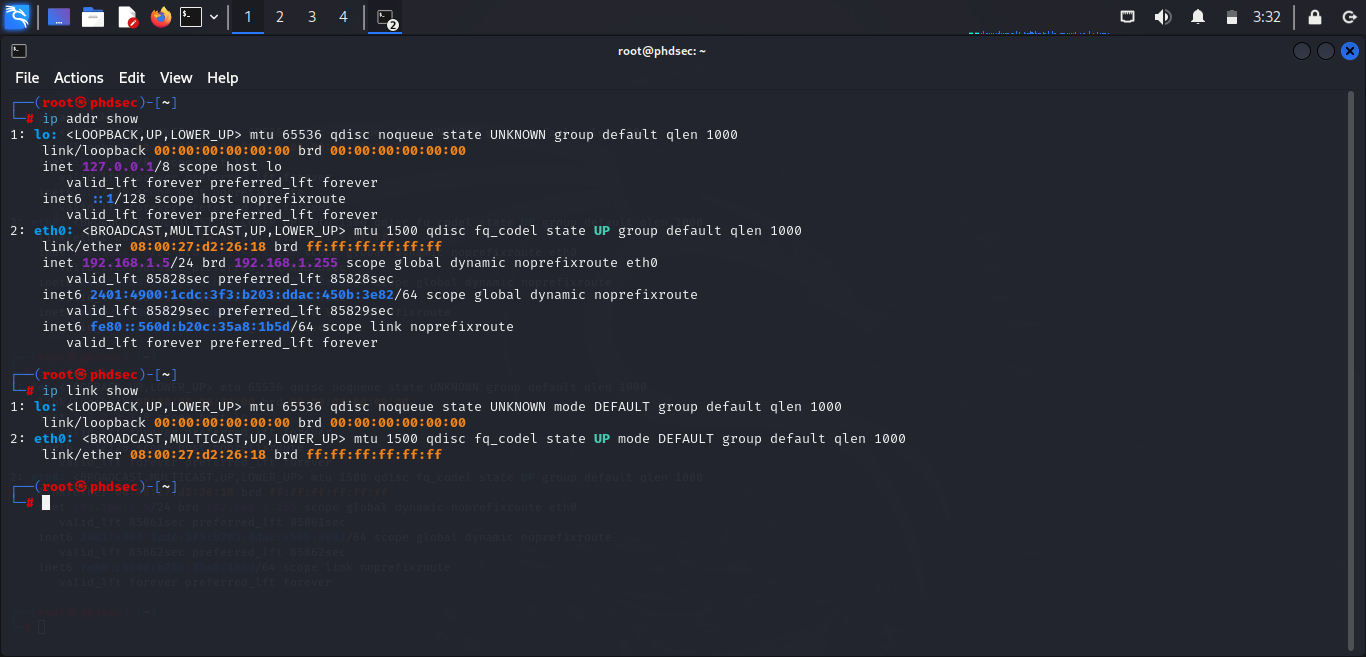 1 2 3 4 2 3:32
root@phdsec: ~
File Actions Edit View Help
┌──(root㉿phdsec)-[~]
└─# ip addr show
1: lo: <LOOPBACK,UP,LOWER_UP> mtu 65536 qdisc noqueue state UNKNOWN group default qlen 1000
    link/loopback 00:00:00:00:00:00 brd 00:00:00:00:00:00
    inet 127.0.0.1/8 scope host lo
       valid_lft forever preferred_lft forever
    inet6 ::1/128 scope host noprefixroute
       valid_lft forever preferred_lft forever
2: eth0: <BROADCAST,MULTICAST,UP,LOWER_UP> mtu 1500 qdisc fq_codel state UP group default qlen 1000
    link/ether 08:00:27:d2:26:18 brd ff:ff:ff:ff:ff:ff
    inet 192.168.1.5/24 brd 192.168.1.255 scope global dynamic noprefixroute eth0
       valid_lft 85828sec preferred_lft 85828sec
    inet6 2401:4900:1cdc:3f3:b203:ddac:450b:3e82/64 scope global dynamic noprefixroute
       valid_lft 85829sec preferred_lft 85829sec
    inet6 fe80::560d:b20c:35a8:1b5d/64 scope link noprefixroute
       valid_lft forever preferred_lft forever
┌──(root㉿phdsec)-[~]
└─# ip link show
1: lo: <LOOPBACK,UP,LOWER_UP> mtu 65536 qdisc noqueue state UNKNOWN mode DEFAULT group default qlen 1000
    link/loopback 00:00:00:00:00:00 brd 00:00:00:00:00:00
2: eth0: <BROADCAST,MULTICAST,UP,LOWER_UP> mtu 1500 qdisc fq_codel state UP mode DEFAULT group default qlen 1000
    link/ether 08:00:27:d2:26:18 brd ff:ff:ff:ff:ff:ff
┌──(root㉿phdsec)-[~]
└─#